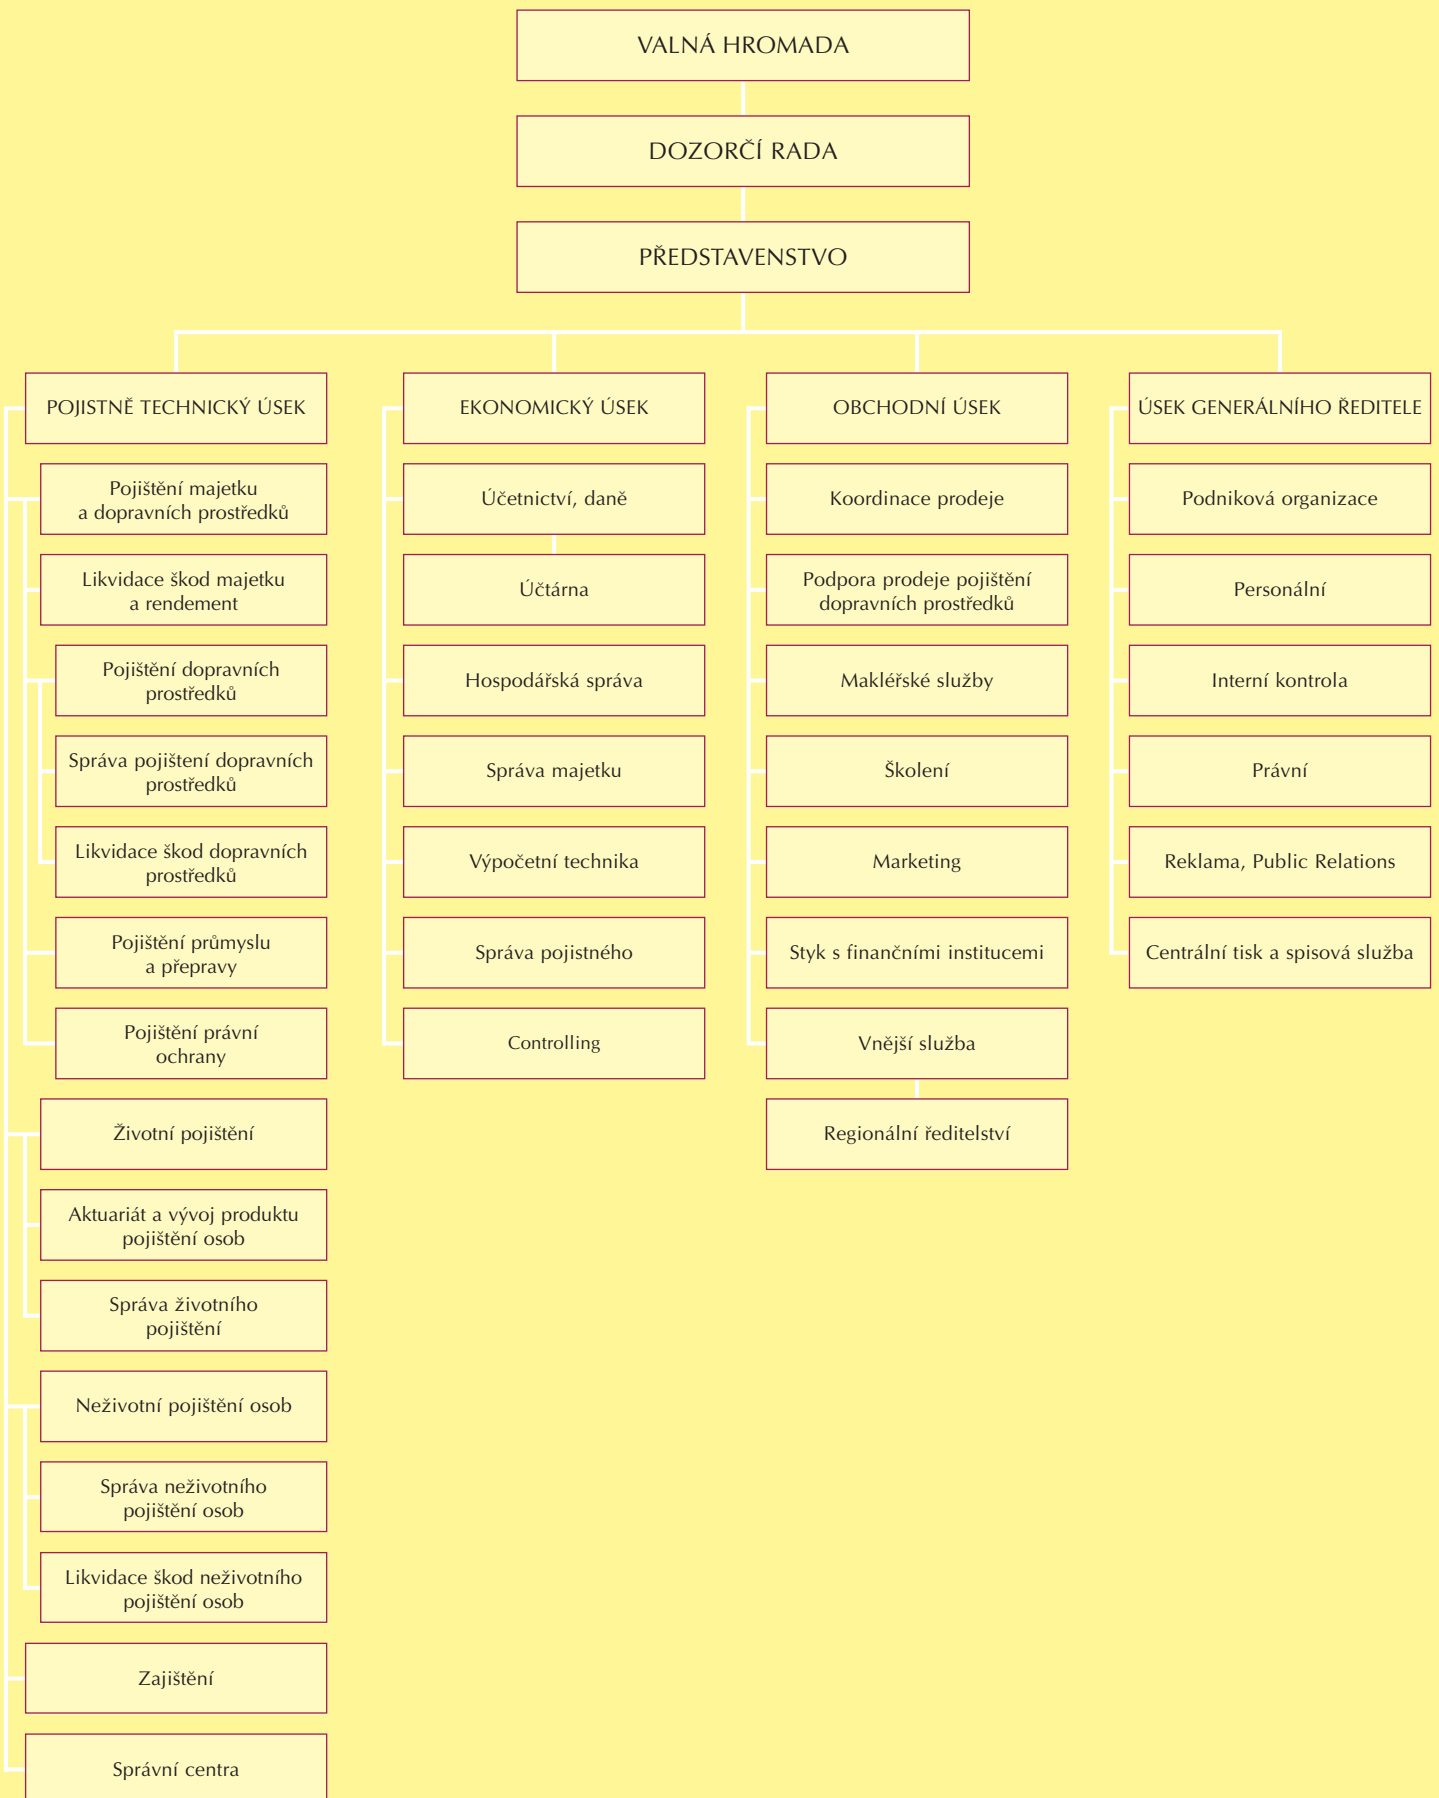 VALNÁ HROMADA
DOZORČÍ RADA
PŘEDSTAVENSTVO
POJISTNĚ TECHNICKÝ ÚSEK
Pojištění majetku
a dopravních prostředků
Likvidace škod majetku
a rendement
Pojištění dopravních
prostředků
Správa pojištení dopravních
prostředků
Likvidace škod dopravních
prostředků
Pojištění průmyslu
a přepravy
Pojištění právní
ochrany
Životní pojištění
Aktuariát a vývoj produktu
pojištění osob
Správa životního
pojištění
Neživotní pojištění osob
Správa neživotního
pojištění osob
Likvidace škod neživotního
pojištění osob
Zajištění
Správní centra
EKONOMICKÝ ÚSEK
Účetnictví, daně
Účtárna
Hospodářská správa
Správa majetku
Výpočetní technika
Správa pojistného
Controlling
OBCHODNÍ ÚSEK
Koordinace prodeje
Podpora prodeje pojištění
dopravních prostředků
Makléřské služby
Školení
Marketing
Styk s finančními institucemi
Vnější služba
Regionální ředitelství
ÚSEK GENERÁLNÍHO ŘEDITELE
Podniková organizace
Personální
Interní kontrola
Právní
Reklama, Public Relations
Centrální tisk a spisová služba